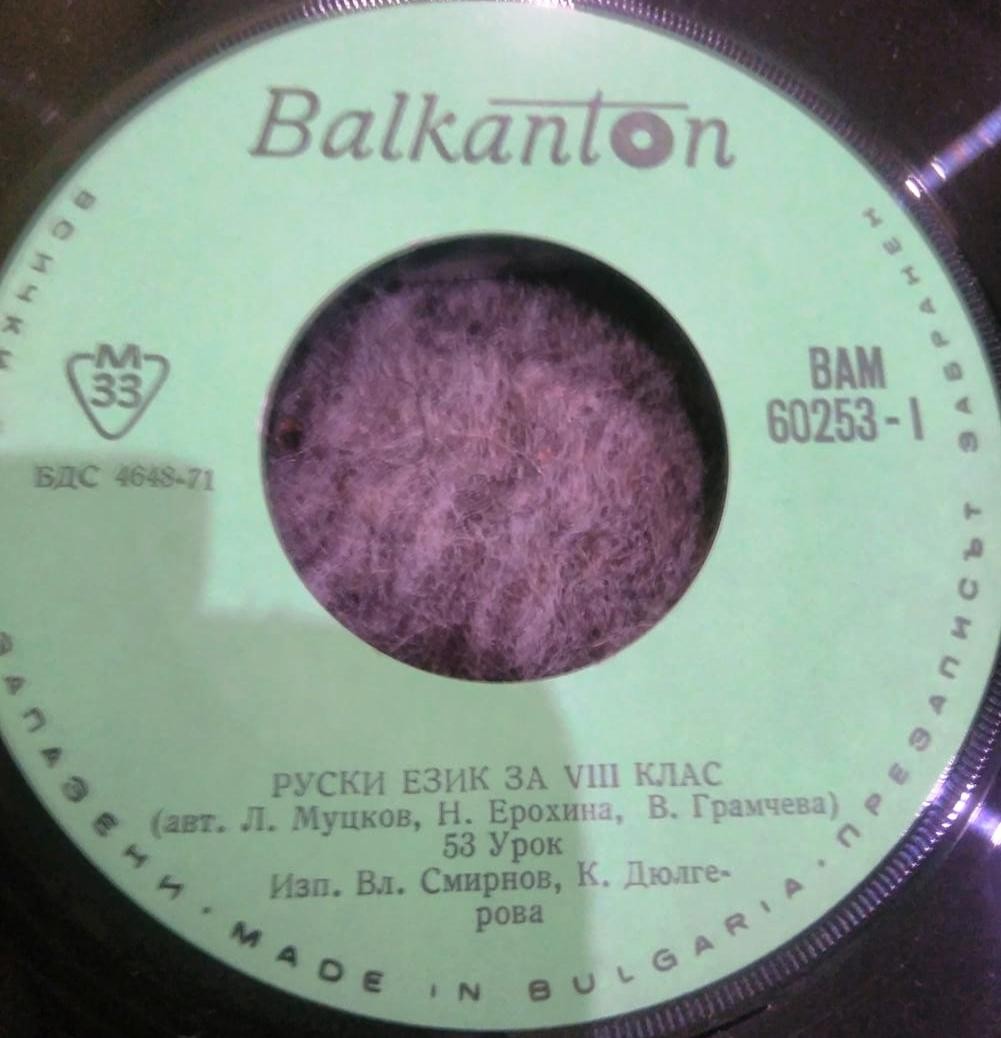 Balkanton
ВСИЧКИ
М
33
БДС 4648-71
ВАМ
60253-I
РУСКИ ЕЗИК ЗА VIII КЛАС
(авт. Л. Муцков, Н. Ерохина, В. Грамчева)
53 Урок
Изп. Вл. Смирнов, К. Дюлге-
рова
ЗАПАЗЕНИ · MADE IN BULGARIA · ПРЕЗАПИСЪТ ЗАБРАНЕН